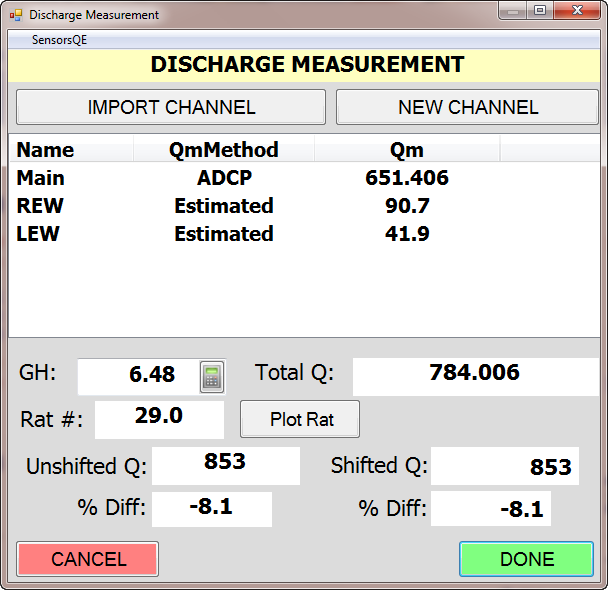 Discharge Measurement
SensorsQE
DISCHARGE MEASUREMENT
IMPORT CHANNEL NEW CHANNEL
Name QmMethod Qm
Main ADCP 651.406
REW Estimated 90.7
LEW Estimated 41.9
GH: 6.48 Total Q: 784.006
Rat #: 29.0 Plot Rat
Unshifted Q: 853 Shifted Q: 853
% Diff: -8.1 % Diff: -8.1
CANCEL DONE